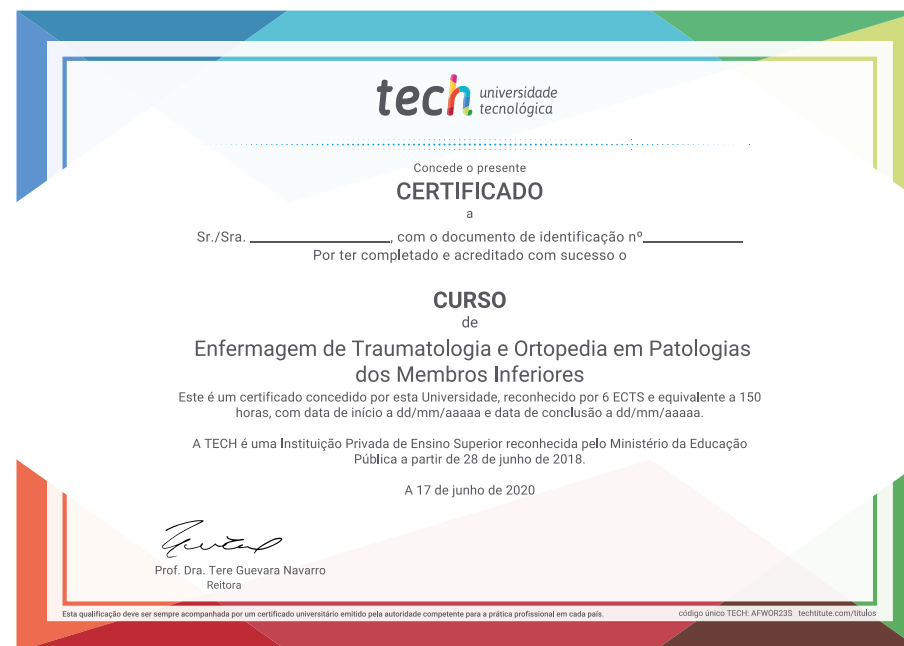 tech universidade
tecnológica
Concede o presente
CERTIFICADO
a
Sr./Sra. ____________________, com o documento de identificação nº______________
Por ter completado e acreditado com sucesso o
CURSO
de
Enfermagem de Traumatologia e Ortopedia em Patologias
dos Membros Inferiores
Este é um certificado concedido por esta Universidade, reconhecido por 6 ECTS e equivalente a 150
horas, com data de início a dd/mm/aaaaa e data de conclusão a dd/mm/aaaaa.
A TECH é uma Instituição Privada de Ensino Superior reconhecida pelo Ministério da Educação
Pública a partir de 28 de junho de 2018.
A 17 de junho de 2020
Prof. Dra. Tere Guevara Navarro
Reitora
Esta qualificação deve ser sempre acompanhada por um certificado universitário emitido pela autoridade competente para a prática profissional em cada país.
código único TECH: AFWOR23S techtitute.com/titulos